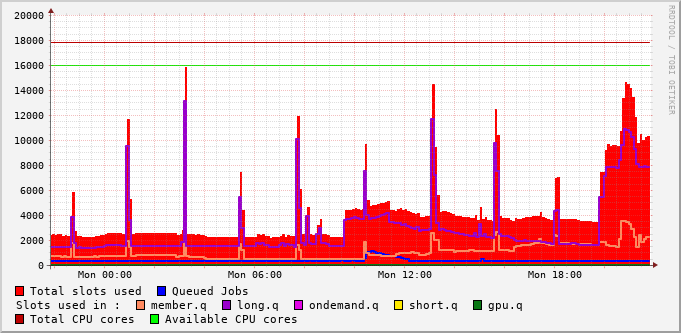 20000
18000
16000
14000
12000
10000
8000
6000
4000
2000
0
Mon 00:00 Mon 06:00 Mon 12:00 Mon 18:00
RRDTOOL / TOBI OETIKER
Total slots used Queued Jobs
Slots used in : member.q long.q ondemand.q short.q gpu.q
Total CPU cores Available CPU cores